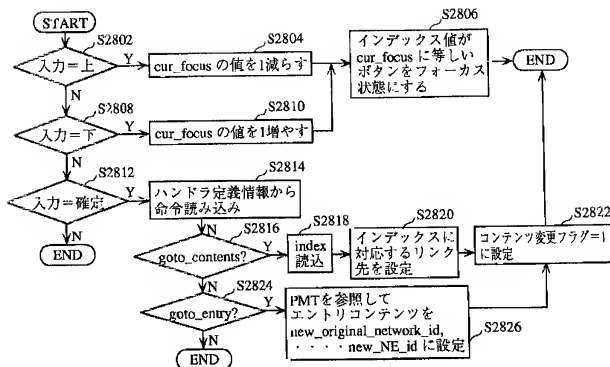 START
S2802
入力=上
Y
N
S2804
cur_focus の値を1減らす
S2806
インデックス値が
cur_focus に等しい
ボタンをフォーカス
状態にする
END
S2808
入力=下
Y
N
S2810
cur_focus の値を1増やす
S2812
入力=確定
Y
N
END
S2814
ハンドラ定義情報から
命令読み込み
S2816
goto_contents?
Y
N
S2818
index
読込
S2820
インデックスに
対応するリンク
先を設定
S2822
コンテンツ変更フラグ=1
に設定
S2824
goto_entry?
Y
N
END
PMTを参照して
エントリコンテンツを
new_original_network_id,
・・・・new_NE_id に設定
S2826